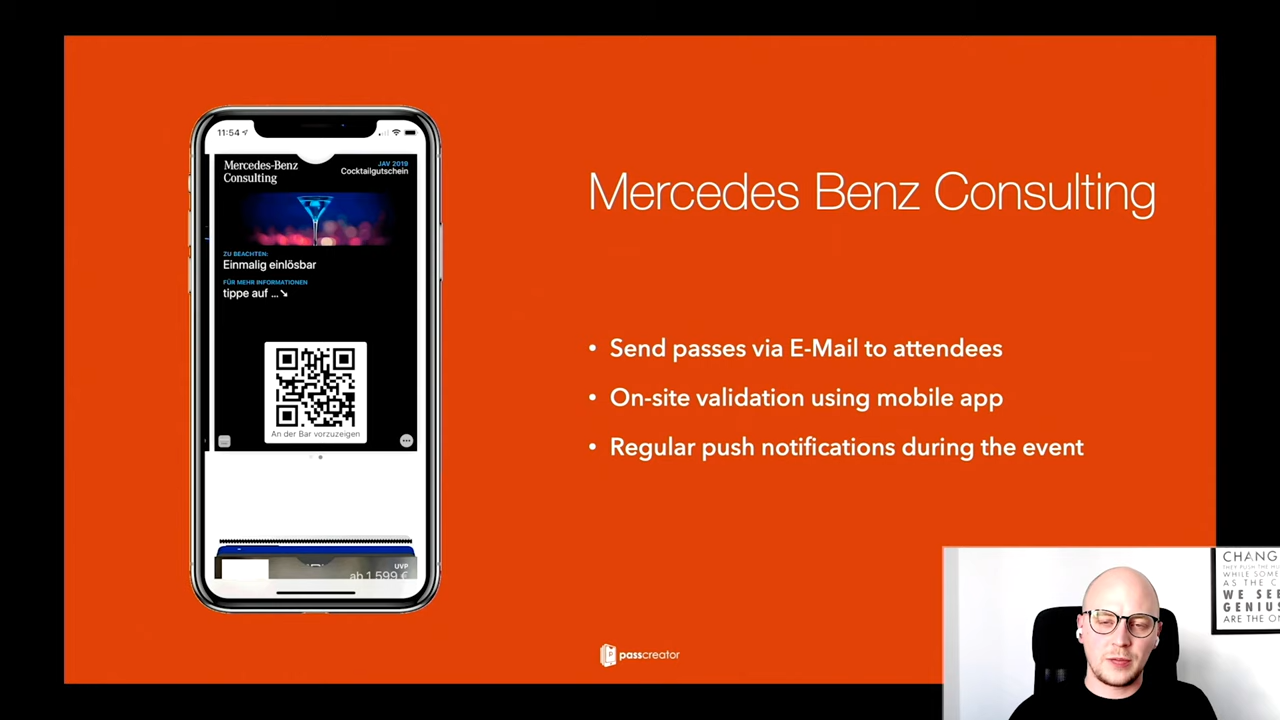 11:54
Mercedes-Benz
Consulting
JAV 2019
Cocktailgutschein
ZU BEACHTEN:
Einmalig einlösbar
FÜR MEHR INFORMATIONEN
tippe auf ...
An der Bar vorzuzeigen
UVP
ab 1.599 €
Mercedes Benz Consulting
• Send passes via E-Mail to attendees
• On-site validation using mobile app
• Regular push notifications during the event
passcreator
CHANG
THEY PUSH THE HU
WHILE SOME
AS THE C
WE SEE
GENIUS
ARE THE ON